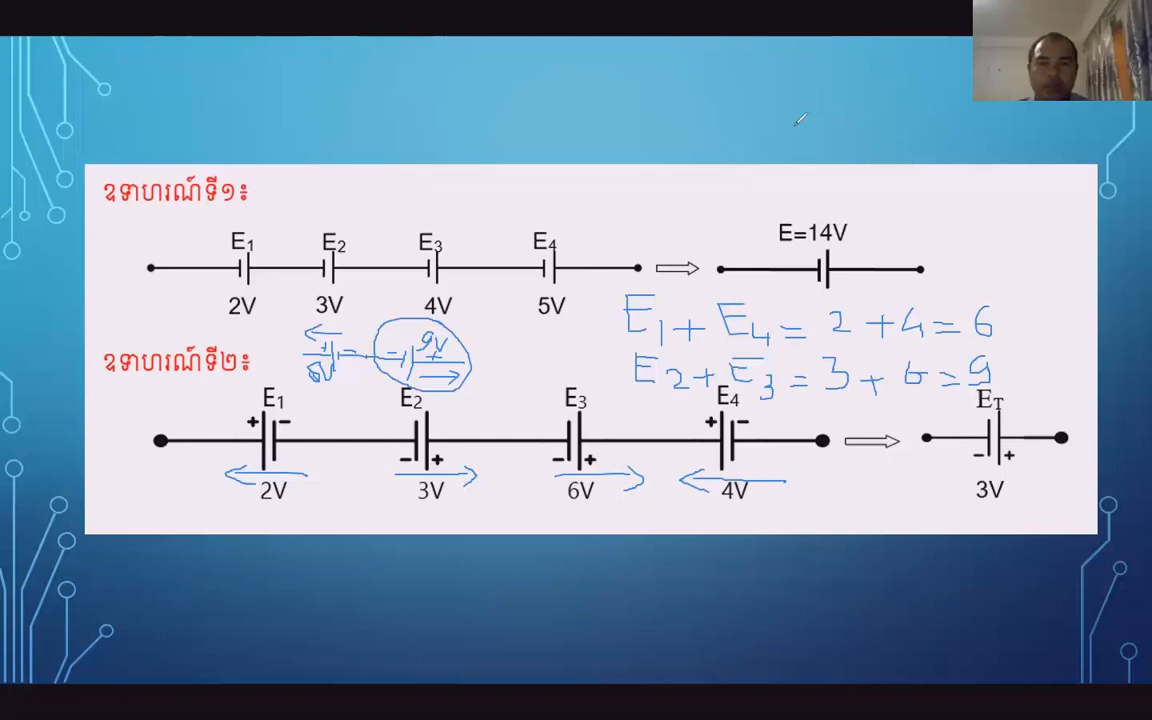 ឧទាហរណ៍ទី១៖
E1 E2 E3 E4 E=14V
2V 3V 4V 5V
E1 + E4 = 2 + 4 = 6
9V
6V
ឧទាហរណ៍ទី២៖
E2 + E3 = 3 + 6 = 9
E1 E2 E3 E4 ET
+ - - + - + + - - +
2V 3V 6V 4V 3V